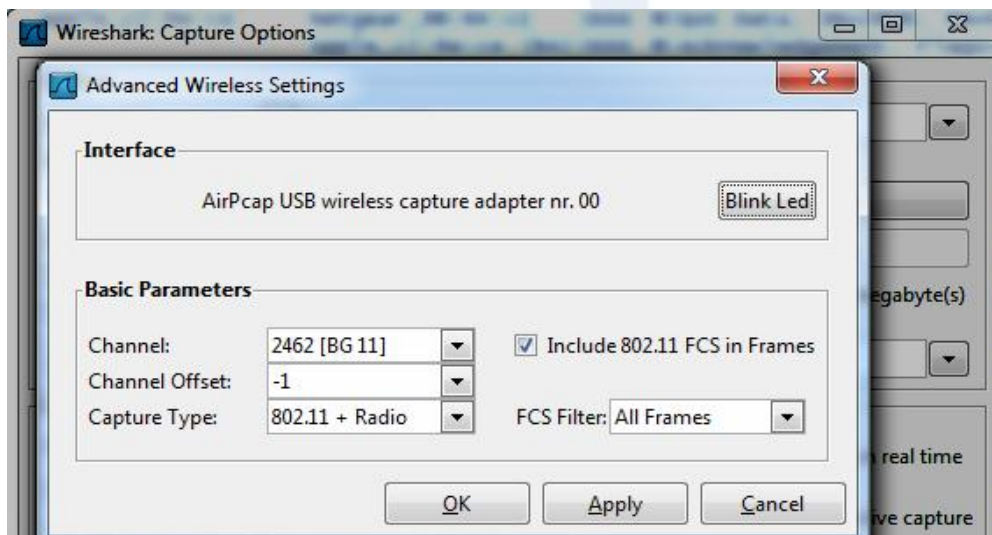 Wireshark: Capture Options
Advanced Wireless Settings
Interface
AirPcap USB wireless capture adapter nr. 00 Blink Led
Basic Parameters
egabyte(s)
Channel: 2462 [BG 11] Include 802.11 FCS in Frames
Channel Offset: -1
Capture Type: 802.11 + Radio FCS Filter: All Frames
real time
OK Apply Cancel
ive capture